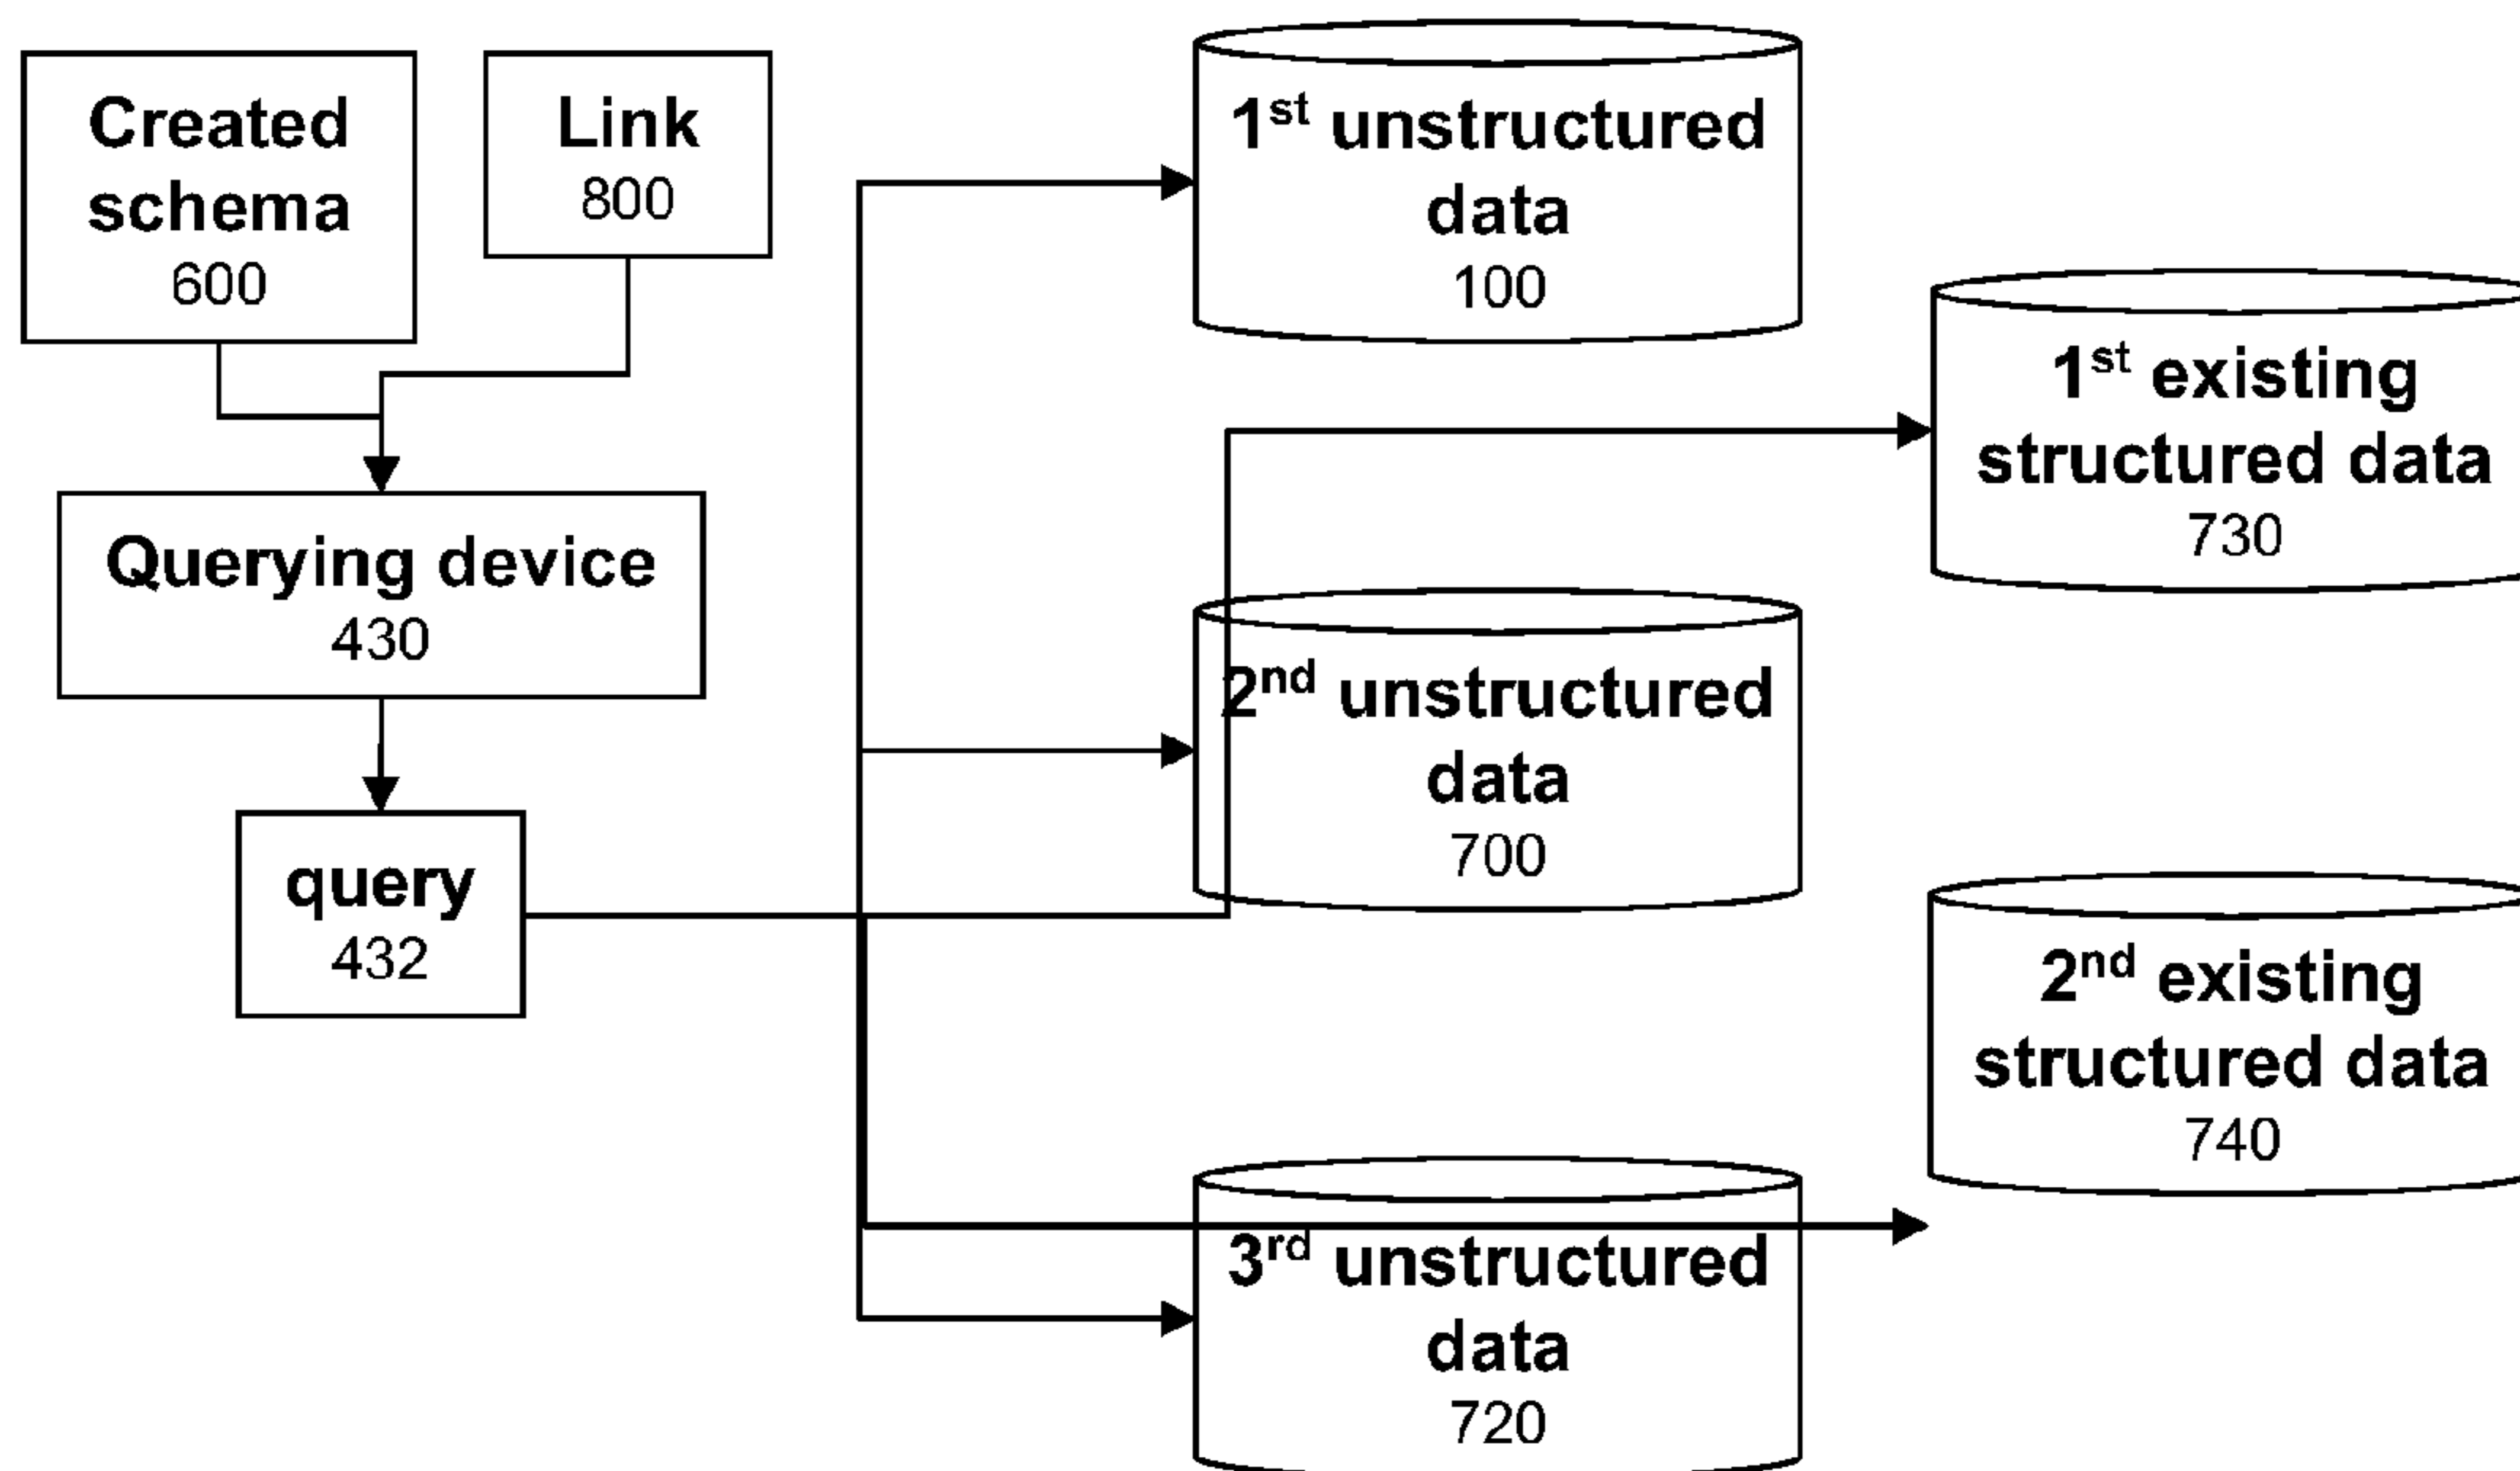 Created
schema
600
Link
800
Querying device
430
query
432
1st unstructured
data
100
2nd unstructured
data
700
3rd unstructured
data
720
1st existing
structured data
730
2nd existing
structured data
740